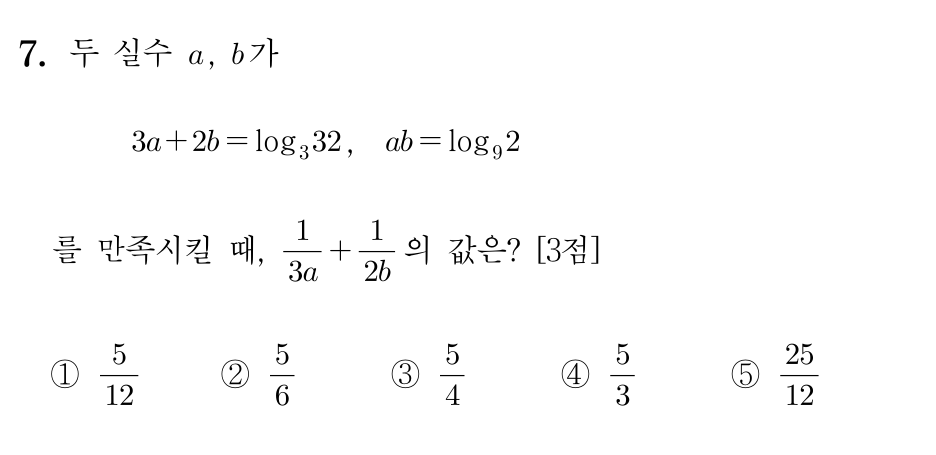 7. 두 실수 a, b가
3a+2b=log₃32, ab=log₉2
를 만족시킬 때, 1/3a + 1/2b 의 값은? [3점]
① 5/12 ② 5/6 ③ 5/4 ④ 5/3 ⑤ 25/12